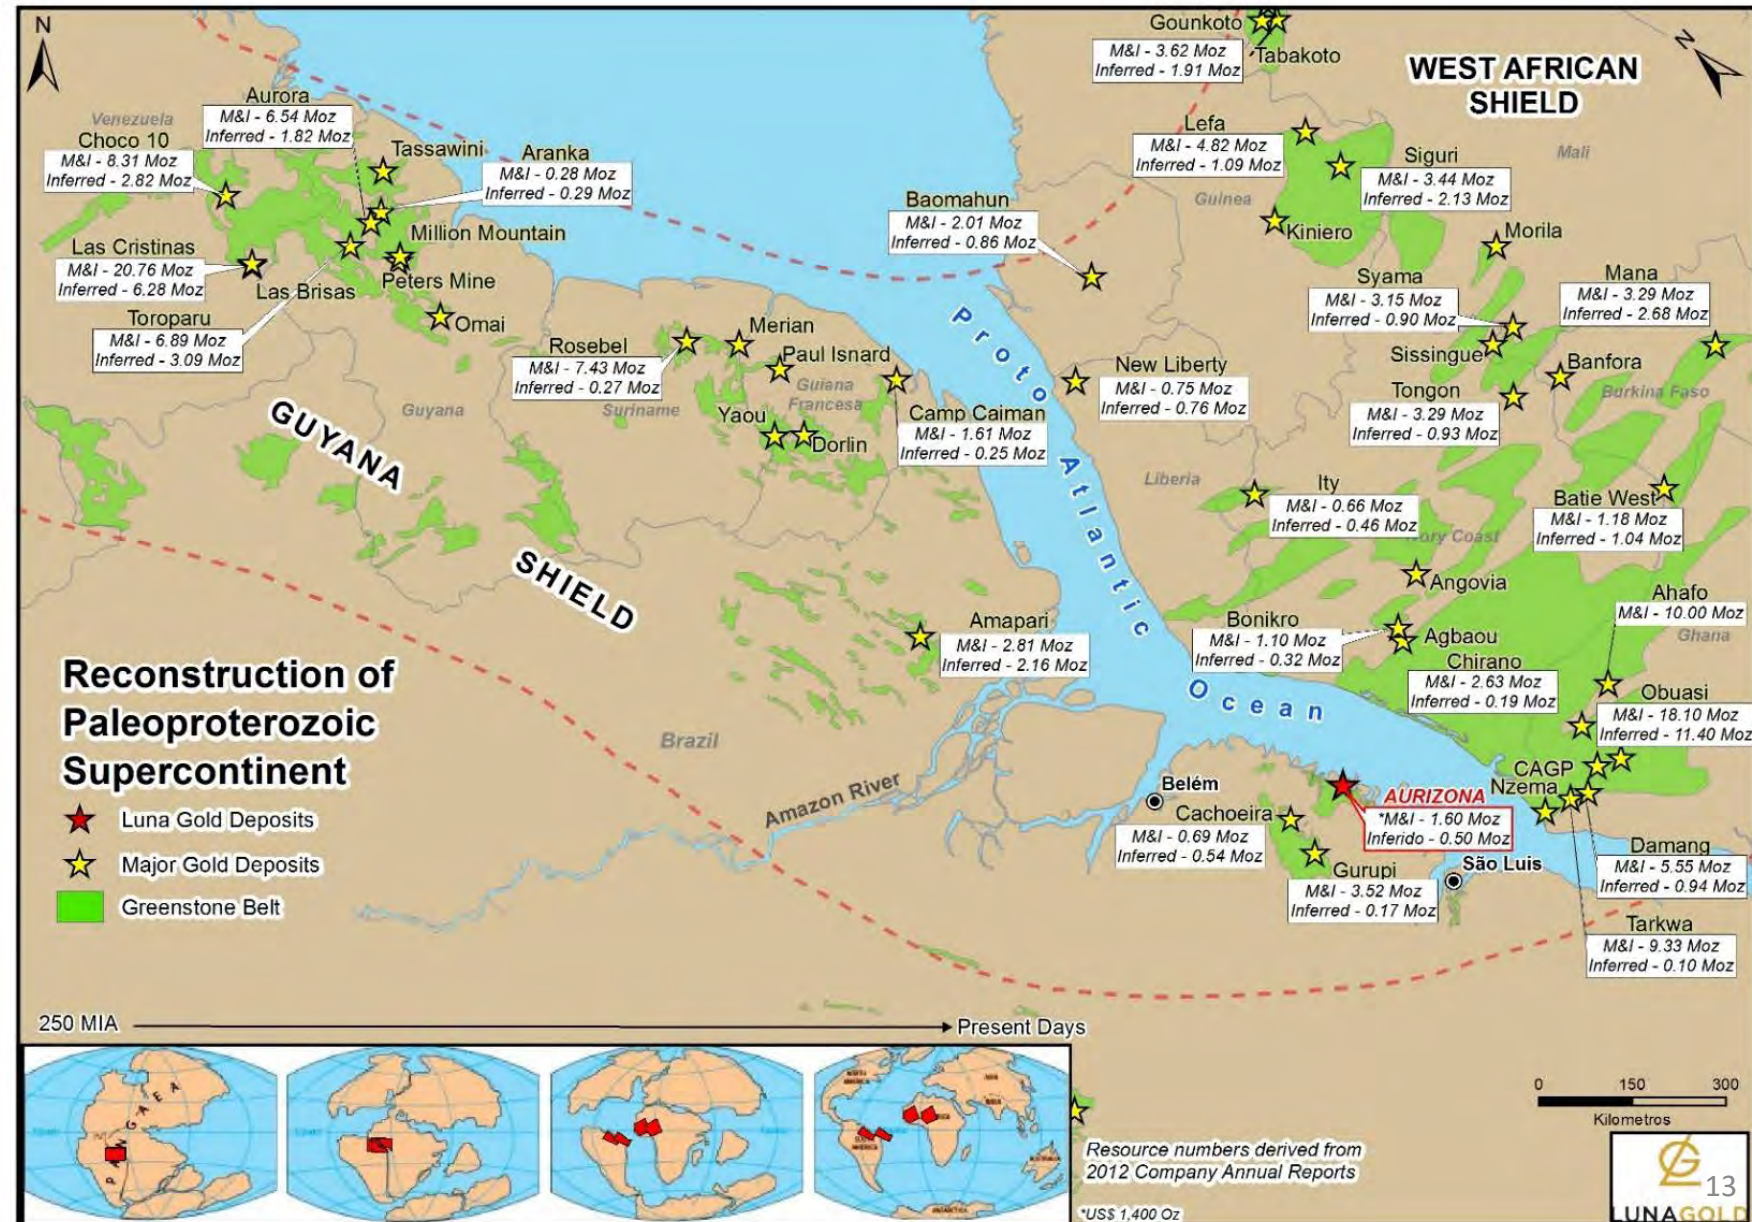 N
Venezuela
Choco 10
M&I - 8.31 Moz
Inferred - 2.82 Moz
Aurora
M&I - 6.54 Moz
Inferred - 1.82 Moz
Tassawini
Aranka
M&I - 0.28 Moz
Inferred - 0.29 Moz
Las Cristinas
M&I - 20.76 Moz
Inferred - 6.28 Moz
Las Brisas
Million Mountain
Peters Mine
Omai
Toroparu
M&I - 6.89 Moz
Inferred - 3.09 Moz
Rosebel
M&I - 7.43 Moz
Inferred - 0.27 Moz
Merian
Paul Isnard
Guiana
Francesa
Guyana
Suriname
Yaou
Dorlin
Camp Caiman
M&I - 1.61 Moz
Inferred - 0.25 Moz
GUYANA
SHIELD
Amapari
M&I - 2.81 Moz
Inferred - 2.16 Moz
Brazil
Amazon River
Proto Atlantic Ocean
N
WEST AFRICAN
SHIELD
Gounkoto
M&I - 3.62 Moz
Inferred - 1.91 Moz
Tabakoto
Lefa
M&I - 4.82 Moz
Inferred - 1.09 Moz
Siguri
M&I - 3.44 Moz
Inferred - 2.13 Moz
Mali
Guinea
Kiniero
Baomahun
M&I - 2.01 Moz
Inferred - 0.86 Moz
Morila
Syama
M&I - 3.15 Moz
Inferred - 0.90 Moz
Mana
M&I - 3.29 Moz
Inferred - 2.68 Moz
Sissingue
Banfora
Burkina Faso
Tongon
M&I - 3.29 Moz
Inferred - 0.93 Moz
New Liberty
M&I - 0.75 Moz
Inferred - 0.76 Moz
Liberia
Ity
M&I - 0.66 Moz
Inferred - 0.46 Moz
Ivory Coast
Batie West
M&I - 1.18 Moz
Inferred - 1.04 Moz
Angovia
Ahafo
M&I - 10.00 Moz
Ghana
Bonikro
M&I - 1.10 Moz
Inferred - 0.32 Moz
Agbaou
Chirano
M&I - 2.63 Moz
Inferred - 0.19 Moz
Obuasi
M&I - 18.10 Moz
Inferred - 11.40 Moz
CAGP
Nzema
Damang
M&I - 5.55 Moz
Inferred - 0.94 Moz
Tarkwa
M&I - 9.33 Moz
Inferred - 0.10 Moz
Belém
Cachoeira
M&I - 0.69 Moz
Inferred - 0.54 Moz
AURIZONA
*M&I - 1.60 Moz
Inferido - 0.50 Moz
São Luis
Gurupi
M&I - 3.52 Moz
Inferred - 0.17 Moz
Reconstruction of
Paleoproterozoic
Supercontinent
Luna Gold Deposits
Major Gold Deposits
Greenstone Belt
250 MIA
Present Days
PANGAEA
NORTH
AMERICA
SOUTH
AMERICA
0 150 300
Kilometros
Resource numbers derived from
2012 Company Annual Reports
*US$ 1,400 Oz
13
LUNAGOLD